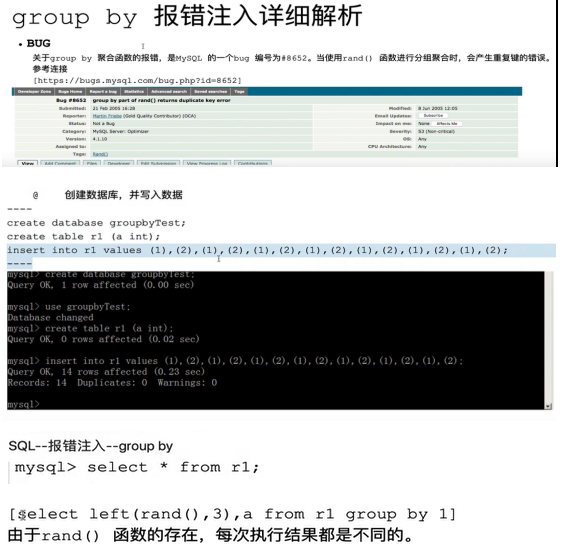 group by 报错注入详细解析
• BUG
关于group by 聚合函数的报错，是MySQL 的一个bug 编号为#8652。当使用rand() 函数进行分组聚合时，会产生重复键的错误。
参考连接
[https://bugs.mysql.com/bug.php?id=8652]
Developer Zone Bugs Home Report a bug Statistics Advanced search Saved searches Tags
Bug #8652 group by part of rand() returns duplicate key error
Submitted: 21 Feb 2005 16:28 Modified: 8 Jun 2005 12:05
Reporter: Martin Friebe (Gold Quality Contributor) (OCA) Email Updates: Subscribe
Status: Not a Bug Impact on me: None Affects Me
Category: MySQL Server: Optimizer Severity: S3 (Non-critical)
Version: 4.1.10 OS: Any
Assigned to: CPU Architecture: Any
Tags: Rand()
View Add Comment Files Developer Edit Submission View Progress Log Contributions
@ 创建数据库，并写入数据
----
create database groupbyTest;
create table r1 (a int);
insert into r1 values (1),(2),(1),(2),(1),(2),(1),(2),(1),(2),(1),(2),(1),(2);
----
mysql> create database groupbyTest;
Query OK, 1 row affected (0.00 sec)
mysql> use groupbyTest;
Database changed
mysql> create table r1 (a int);
Query OK, 0 rows affected (0.02 sec)
mysql> insert into r1 values (1),(2),(1),(2),(1),(2),(1),(2),(1),(2),(1),(2),(1),(2);
Query OK, 14 rows affected (0.23 sec)
Records: 14 Duplicates: 0 Warnings: 0
mysql>
SQL--报错注入--group by
mysql> select * from r1;
[select left(rand(),3),a from r1 group by 1]
由于rand() 函数的存在，每次执行结果都是不同的。